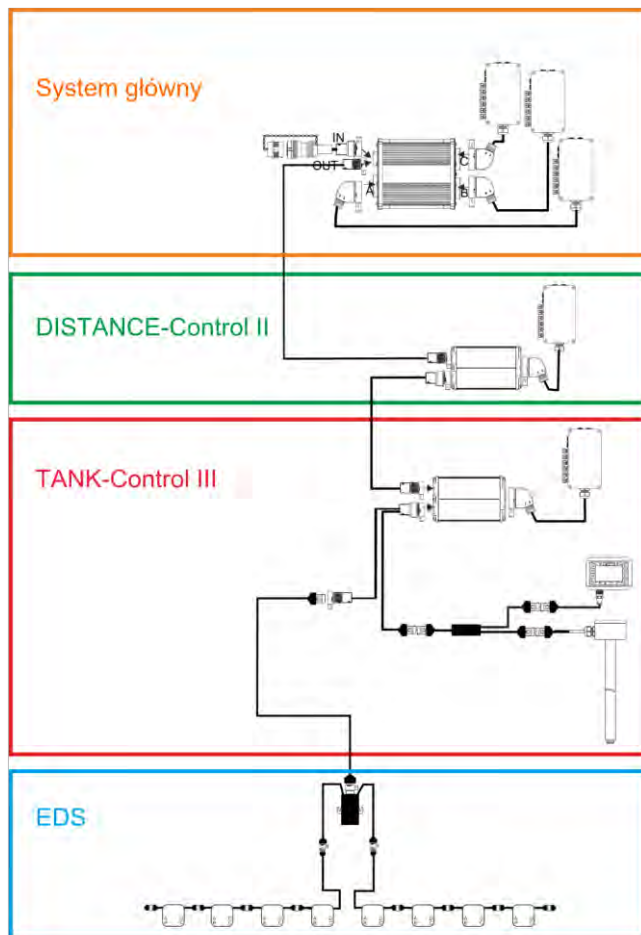 System główny
IN
OUT
C
A
B
DISTANCE-Control II
TANK-Control III
EDS